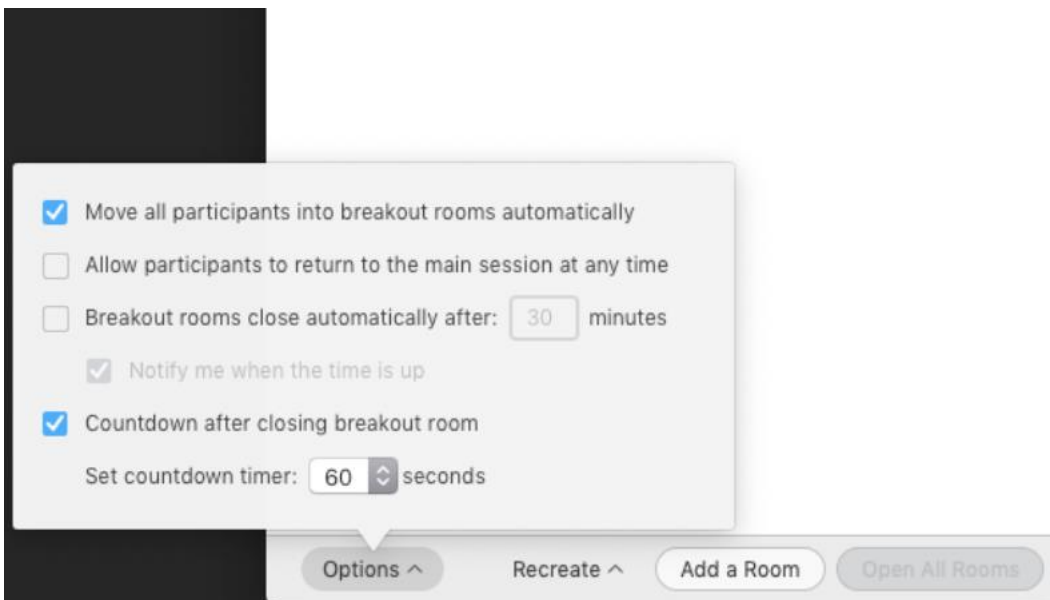 Move all participants into breakout rooms automatically
Allow participants to return to the main session at any time
Breakout rooms close automatically after: 30 minutes
Notify me when the time is up
Countdown after closing breakout room
Set countdown timer: 60 seconds
Options Recreate Add a Room Open All Rooms